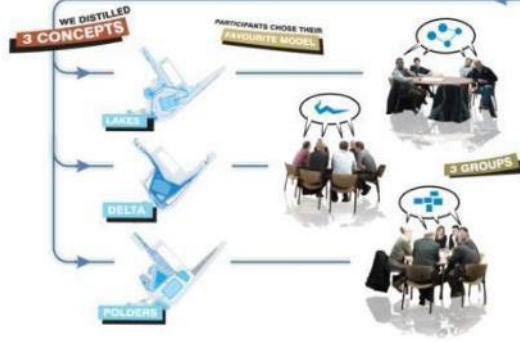 WE DISTILLED
3 CONCEPTS
PARTICIPANTS CHOSE THEIR
FAVOURITE MODEL
LAKES
3 GROUPS
DELTA
POLDERS